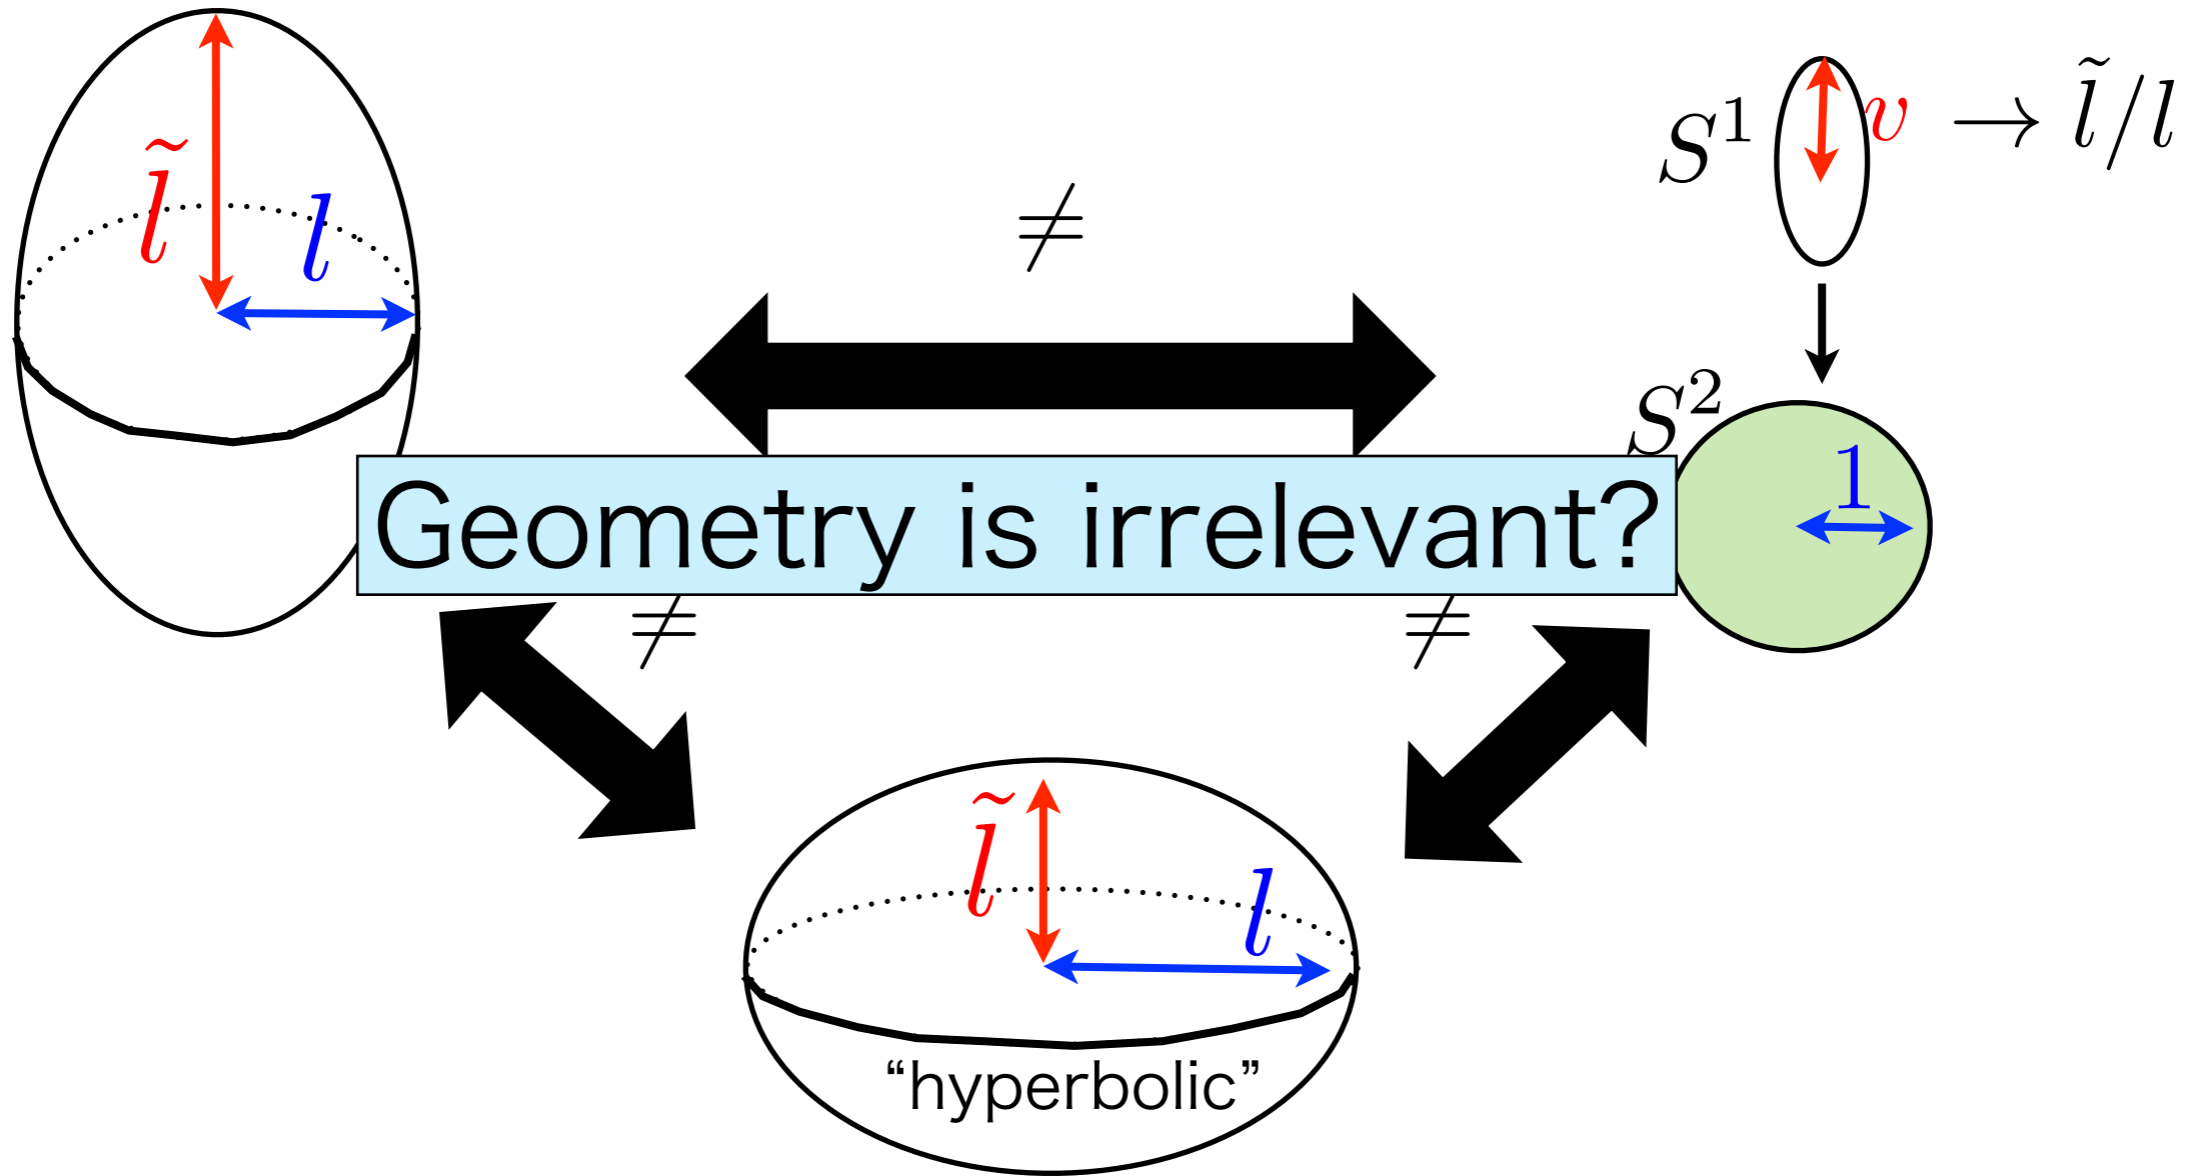 l̃
l
≠
S¹
v → l̃/l
S²
1
Geometry is irrelevant?
≠
≠
l̃
l
“hyperbolic”